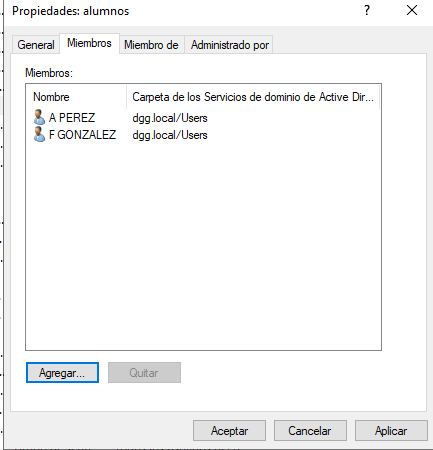 Propiedades: alumnos
?
General Miembros Miembro de Administrado por
Miembros:
Nombre Carpeta de los Servicios de dominio de Active Dir...
A PEREZ dgg.local/Users
F GONZALEZ dgg.local/Users
Agregar... Quitar
Aceptar Cancelar Aplicar